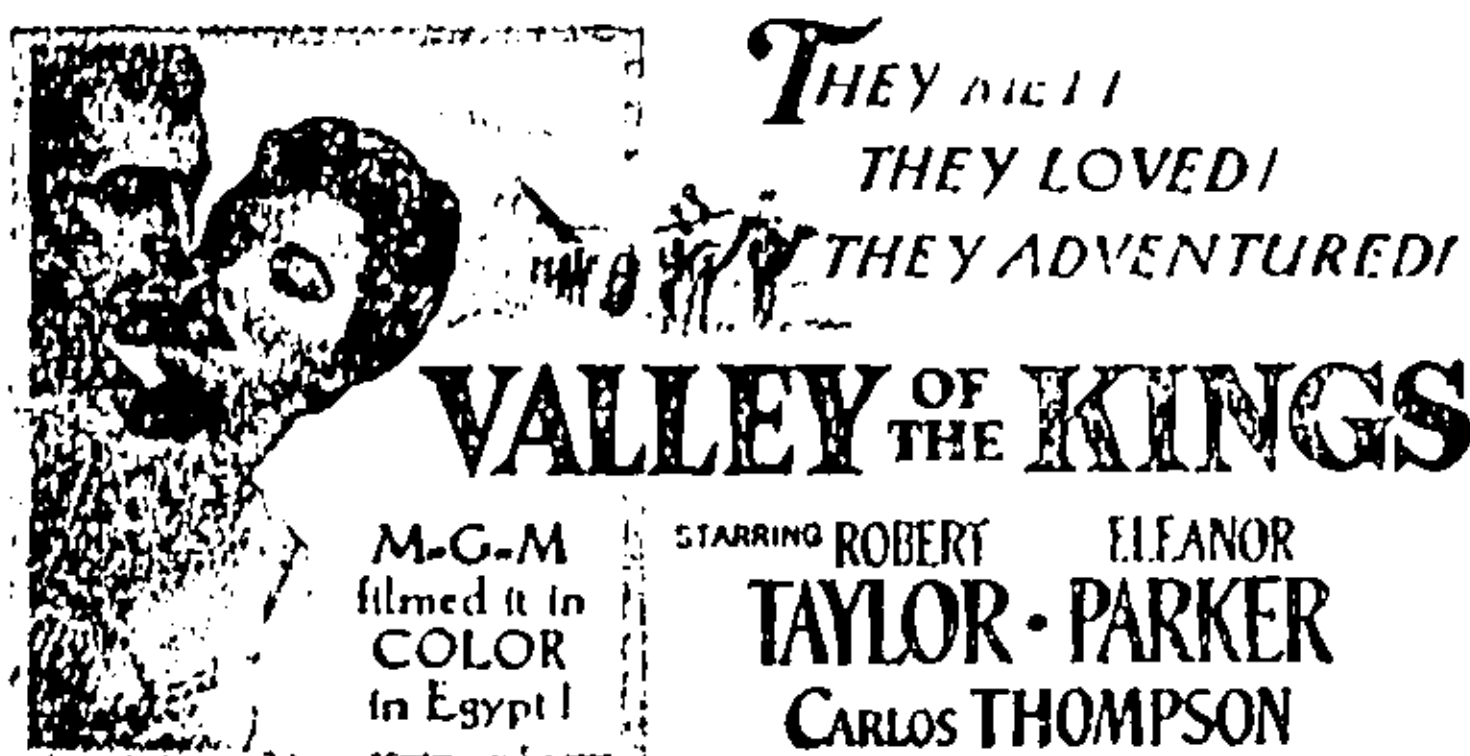 THEY MET!
THEY LOVED!
THEY ADVENTURED!
VALLEY OF THE KINGS
M-G-M
filmed it in
COLOR
in Egypt!
STARRING ROBERT TAYLOR · ELEANOR PARKER
CARLOS THOMPSON